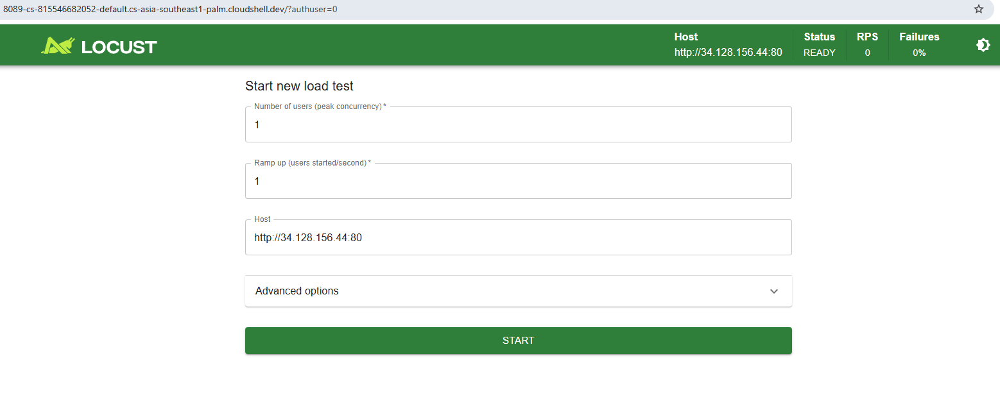 8089-cs-815546682052-default.cs-asia-southeast1-palm.cloudshell.dev/?authuser=0
LOCUST
Host
http://34.128.156.44:80
Status
READY
RPS
0
Failures
0%
Start new load test
Number of users (peak concurrency) *
1
Ramp up (users started/second) *
1
Host
http://34.128.156.44:80
Advanced options
START